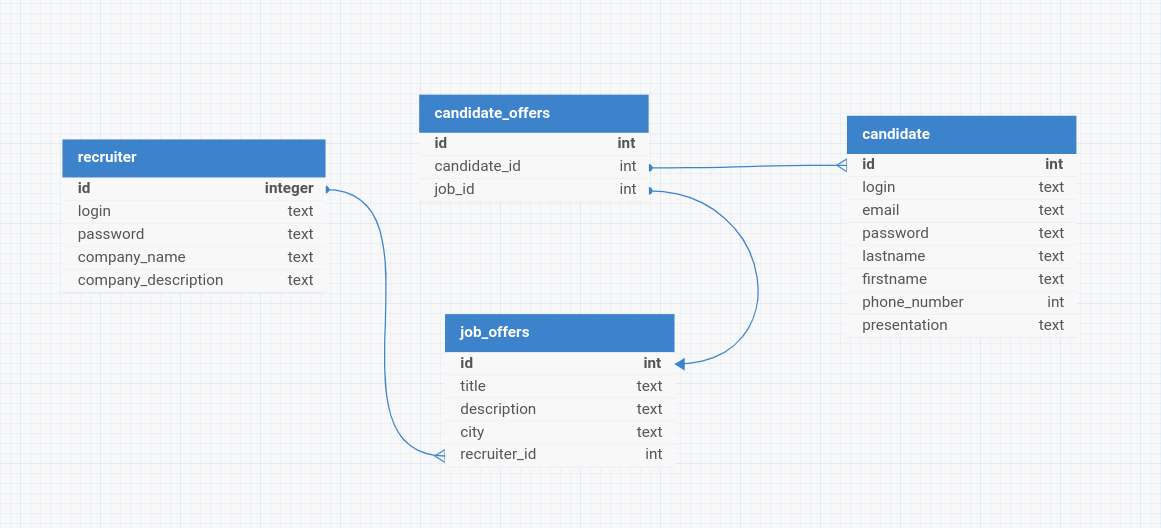 recruiter
id integer
login text
password text
company_name text
company_description text
candidate_offers
id int
candidate_id int
job_id int
job_offers
id int
title text
description text
city text
recruiter_id int
candidate
id int
login text
email text
password text
lastname text
firstname text
phone_number int
presentation text